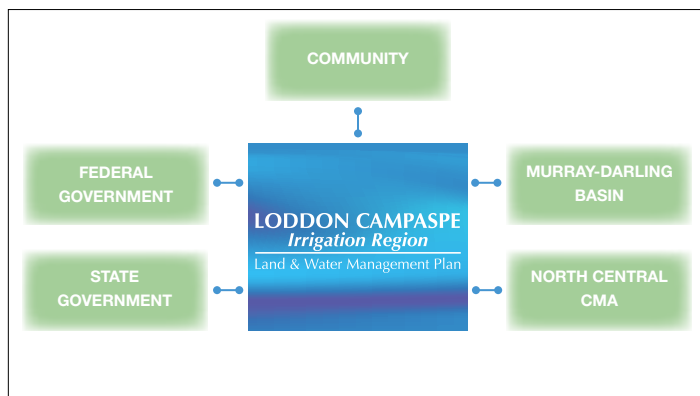 COMMUNITY
FEDERAL
GOVERNMENT
MURRAY-DARLING
BASIN
LODDON CAMPASPE
Irrigation Region
Land & Water Management Plan
STATE
GOVERNMENT
NORTH CENTRAL
CMA